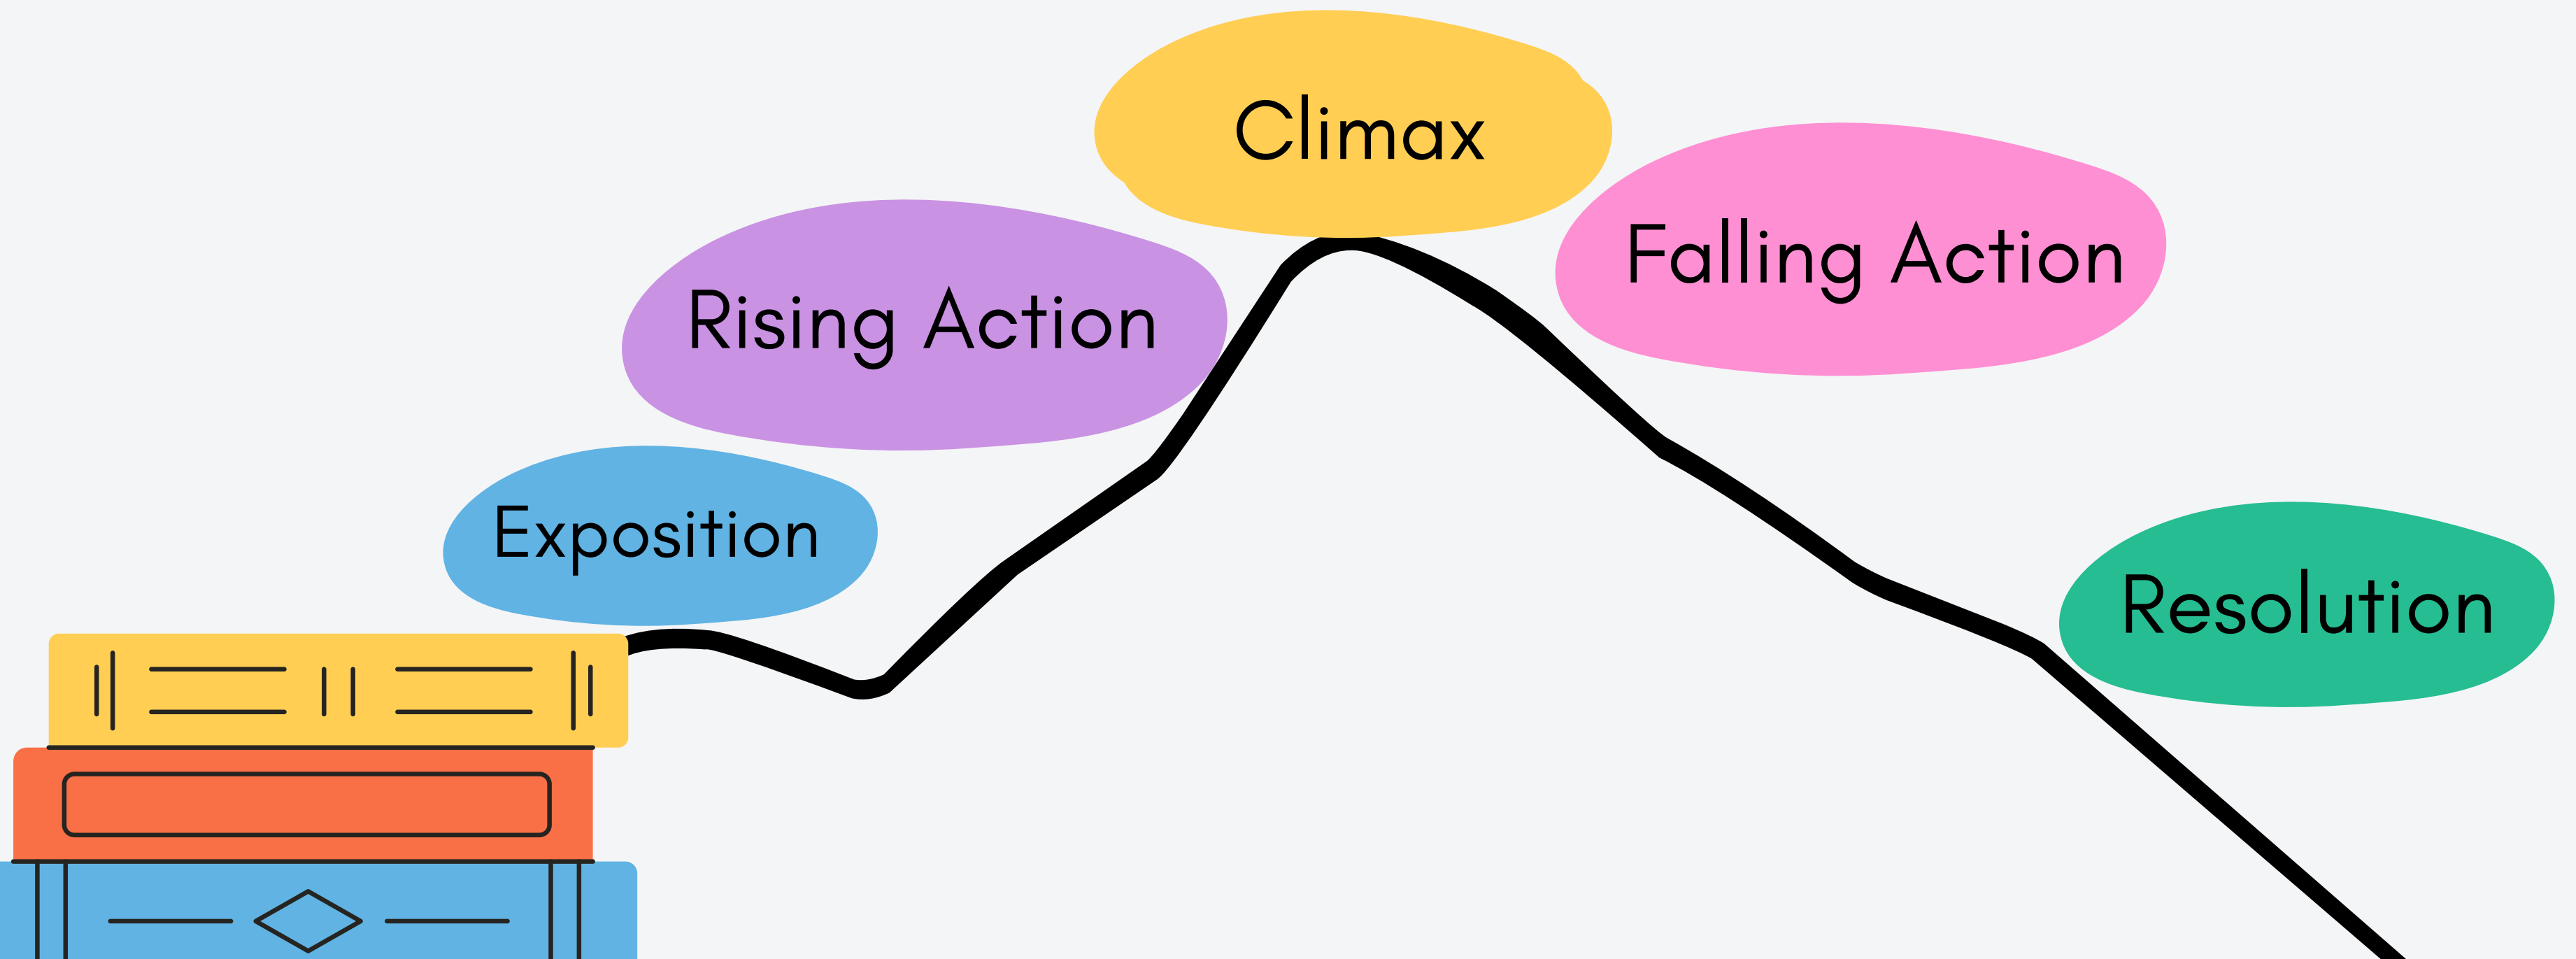 Exposition
Rising Action
Climax
Falling Action
Resolution